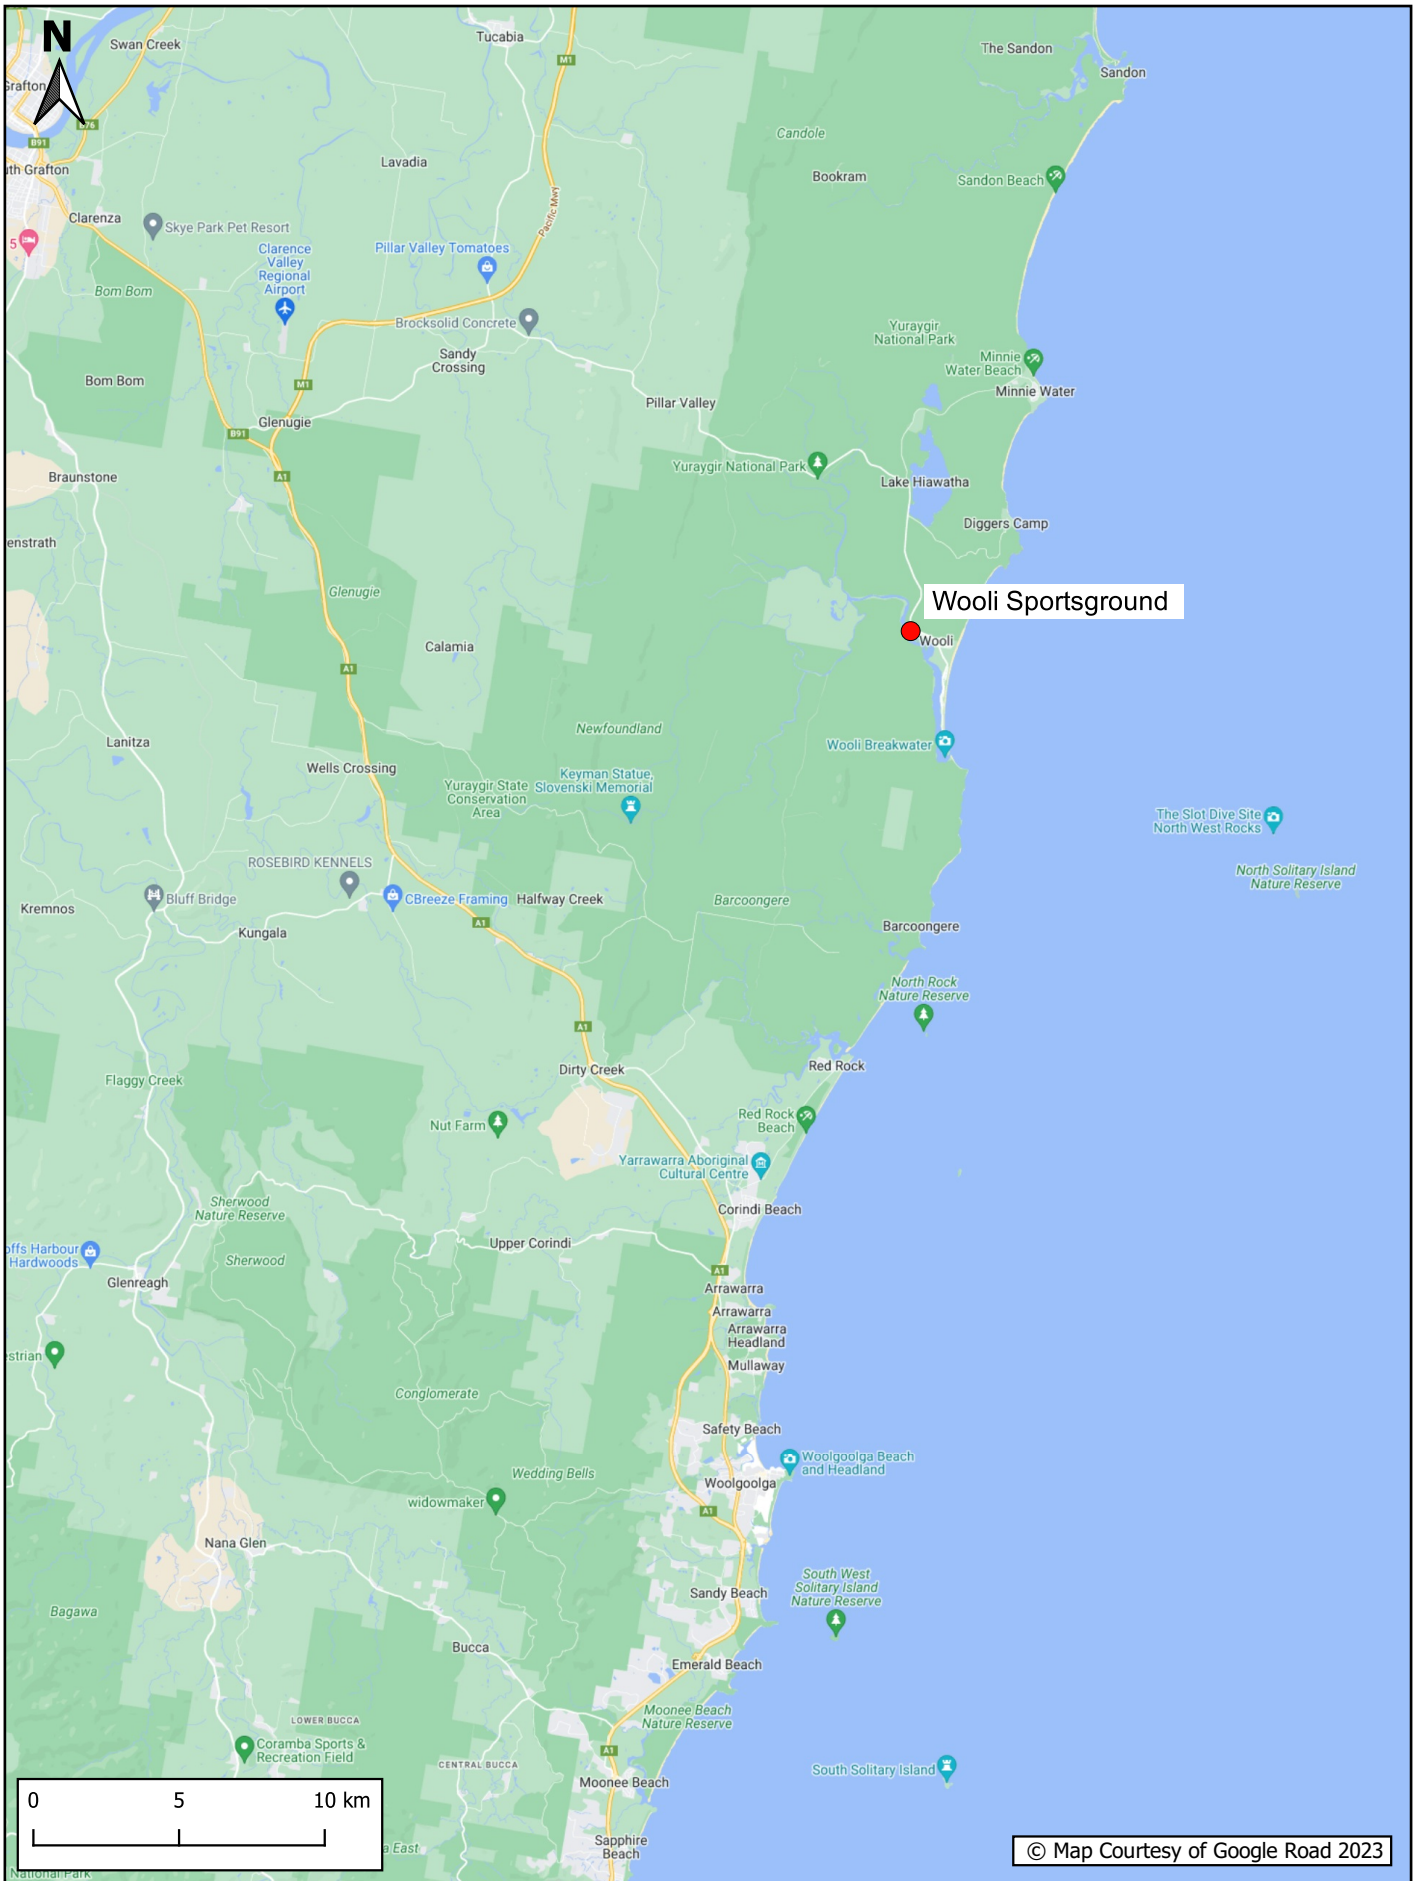 N
Swan Creek
Tucabia
M1
The Sandon
Sandon
Grafton
B76
B91
Candole
Lavadia
uth Grafton
Bookram
Sandon Beach
Pacific Mwy
Clarenza
Skye Park Pet Resort
5
Clarence
Valley
Regional
Airport
Pillar Valley Tomatoes
Bom Bom
Brocksolid Concrete
Yuraygir
National Park
Sandy
Crossing
Minnie
Water Beach
Bom Bom
M1
Minnie Water
Pillar Valley
Glenugie
B91
Yuraygir National Park
Braunstone
A1
Lake Hiawatha
Diggers Camp
enstrath
Glenugie
Wooli Sportsground
Wooli
Calamia
A1
Newfoundland
Lanitza
Wooli Breakwater
Wells Crossing
Keyman Statue,
Slovenski Memorial
Yuraygir State
Conservation
Area
The Slot Dive Site
North West Rocks
ROSEBIRD KENNELS
North Solitary Island
Nature Reserve
Bluff Bridge
CBreeze Framing
Halfway Creek
Barcoongere
Kremnos
A1
Barcoongere
Kungala
North Rock
Nature Reserve
A1
Red Rock
Dirty Creek
Flaggy Creek
Red Rock
Beach
Nut Farm
Yarrawarra Aboriginal
Cultural Centre
Sherwood
Nature Reserve
Corindi Beach
Upper Corindi
offs Harbour
Hardwoods
Sherwood
A1
Glenreagh
Arrawarra
Arrawarra
Arrawarra
Headland
estrian
Mullaway
Conglomerate
Safety Beach
Woolgoolga Beach
and Headland
Wedding Bells
Woolgoolga
widowmaker
A1
Nana Glen
South West
Solitary Island
Nature Reserve
Sandy Beach
Bagawa
Bucca
Emerald Beach
Moonee Beach
Nature Reserve
LOWER BUCCA
Coramba Sports &
Recreation Field
A1
CENTRAL BUCCA
South Solitary Island
Moonee Beach
0 5 10 km
Sapphire
Beach
a East
© Map Courtesy of Google Road 2023
National Park